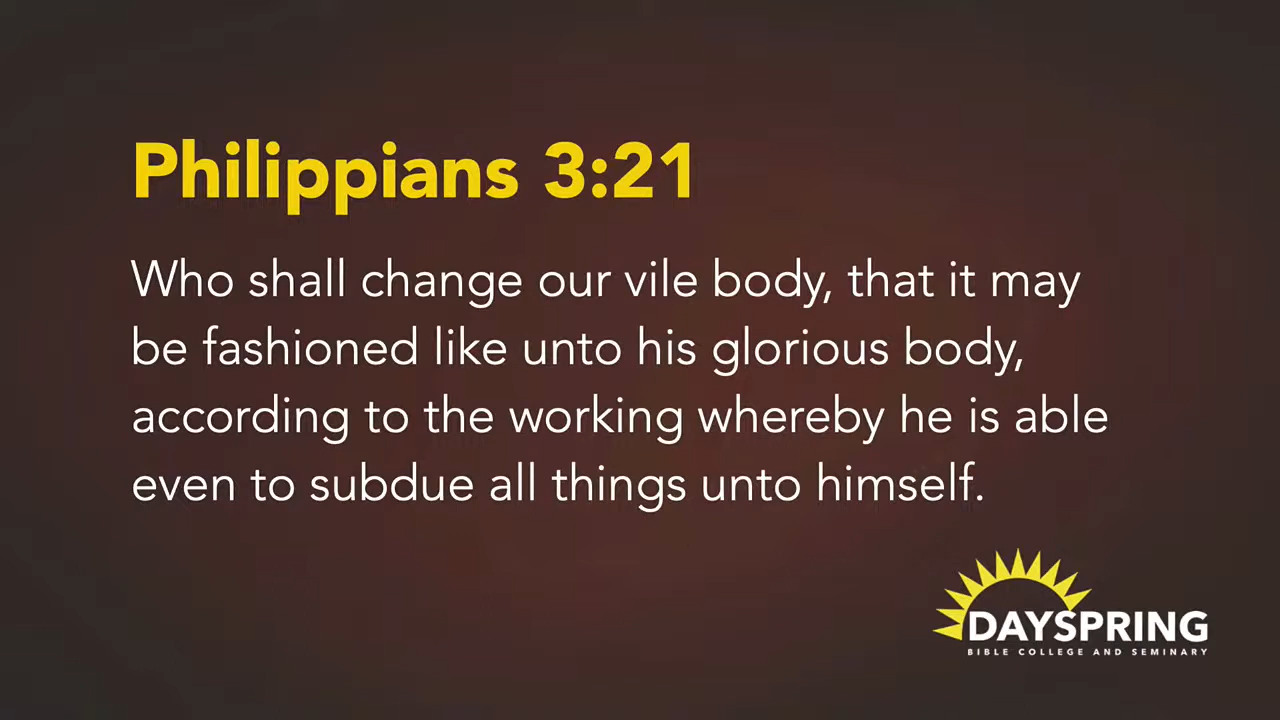 Philippians 3:21
Who shall change our vile body, that it may
be fashioned like unto his glorious body,
according to the working whereby he is able
even to subdue all things unto himself.
DAYSPRING
BIBLE COLLEGE AND SEMINARY